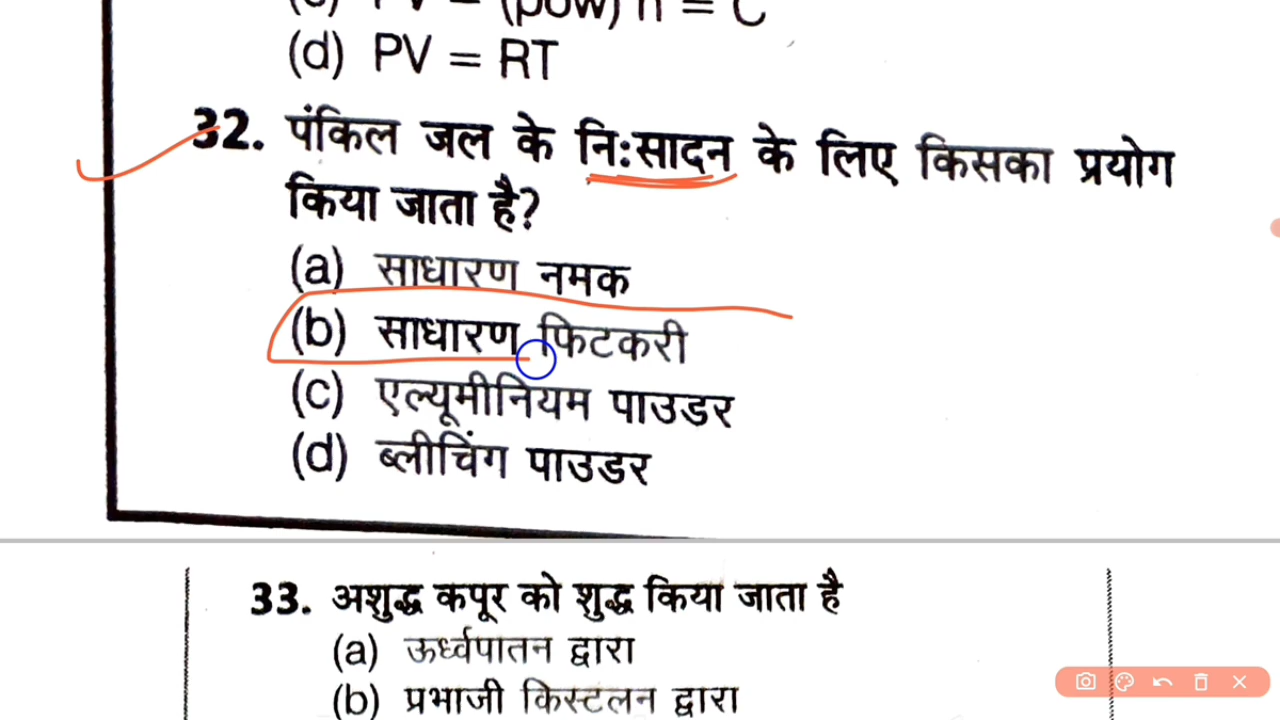 (d) PV = RT
32. पंकिल जल के निःसादन के लिए किसका प्रयोग
किया जाता है?
(a) साधारण नमक
(b) साधारण फिटकरी
(c) एल्यूमीनियम पाउडर
(d) ब्लीचिंग पाउडर
33. अशुद्ध कपूर को शुद्ध किया जाता है
(a) ऊर्ध्वपातन द्वारा
(b) प्रभाजी क्रिस्टलन द्वारा